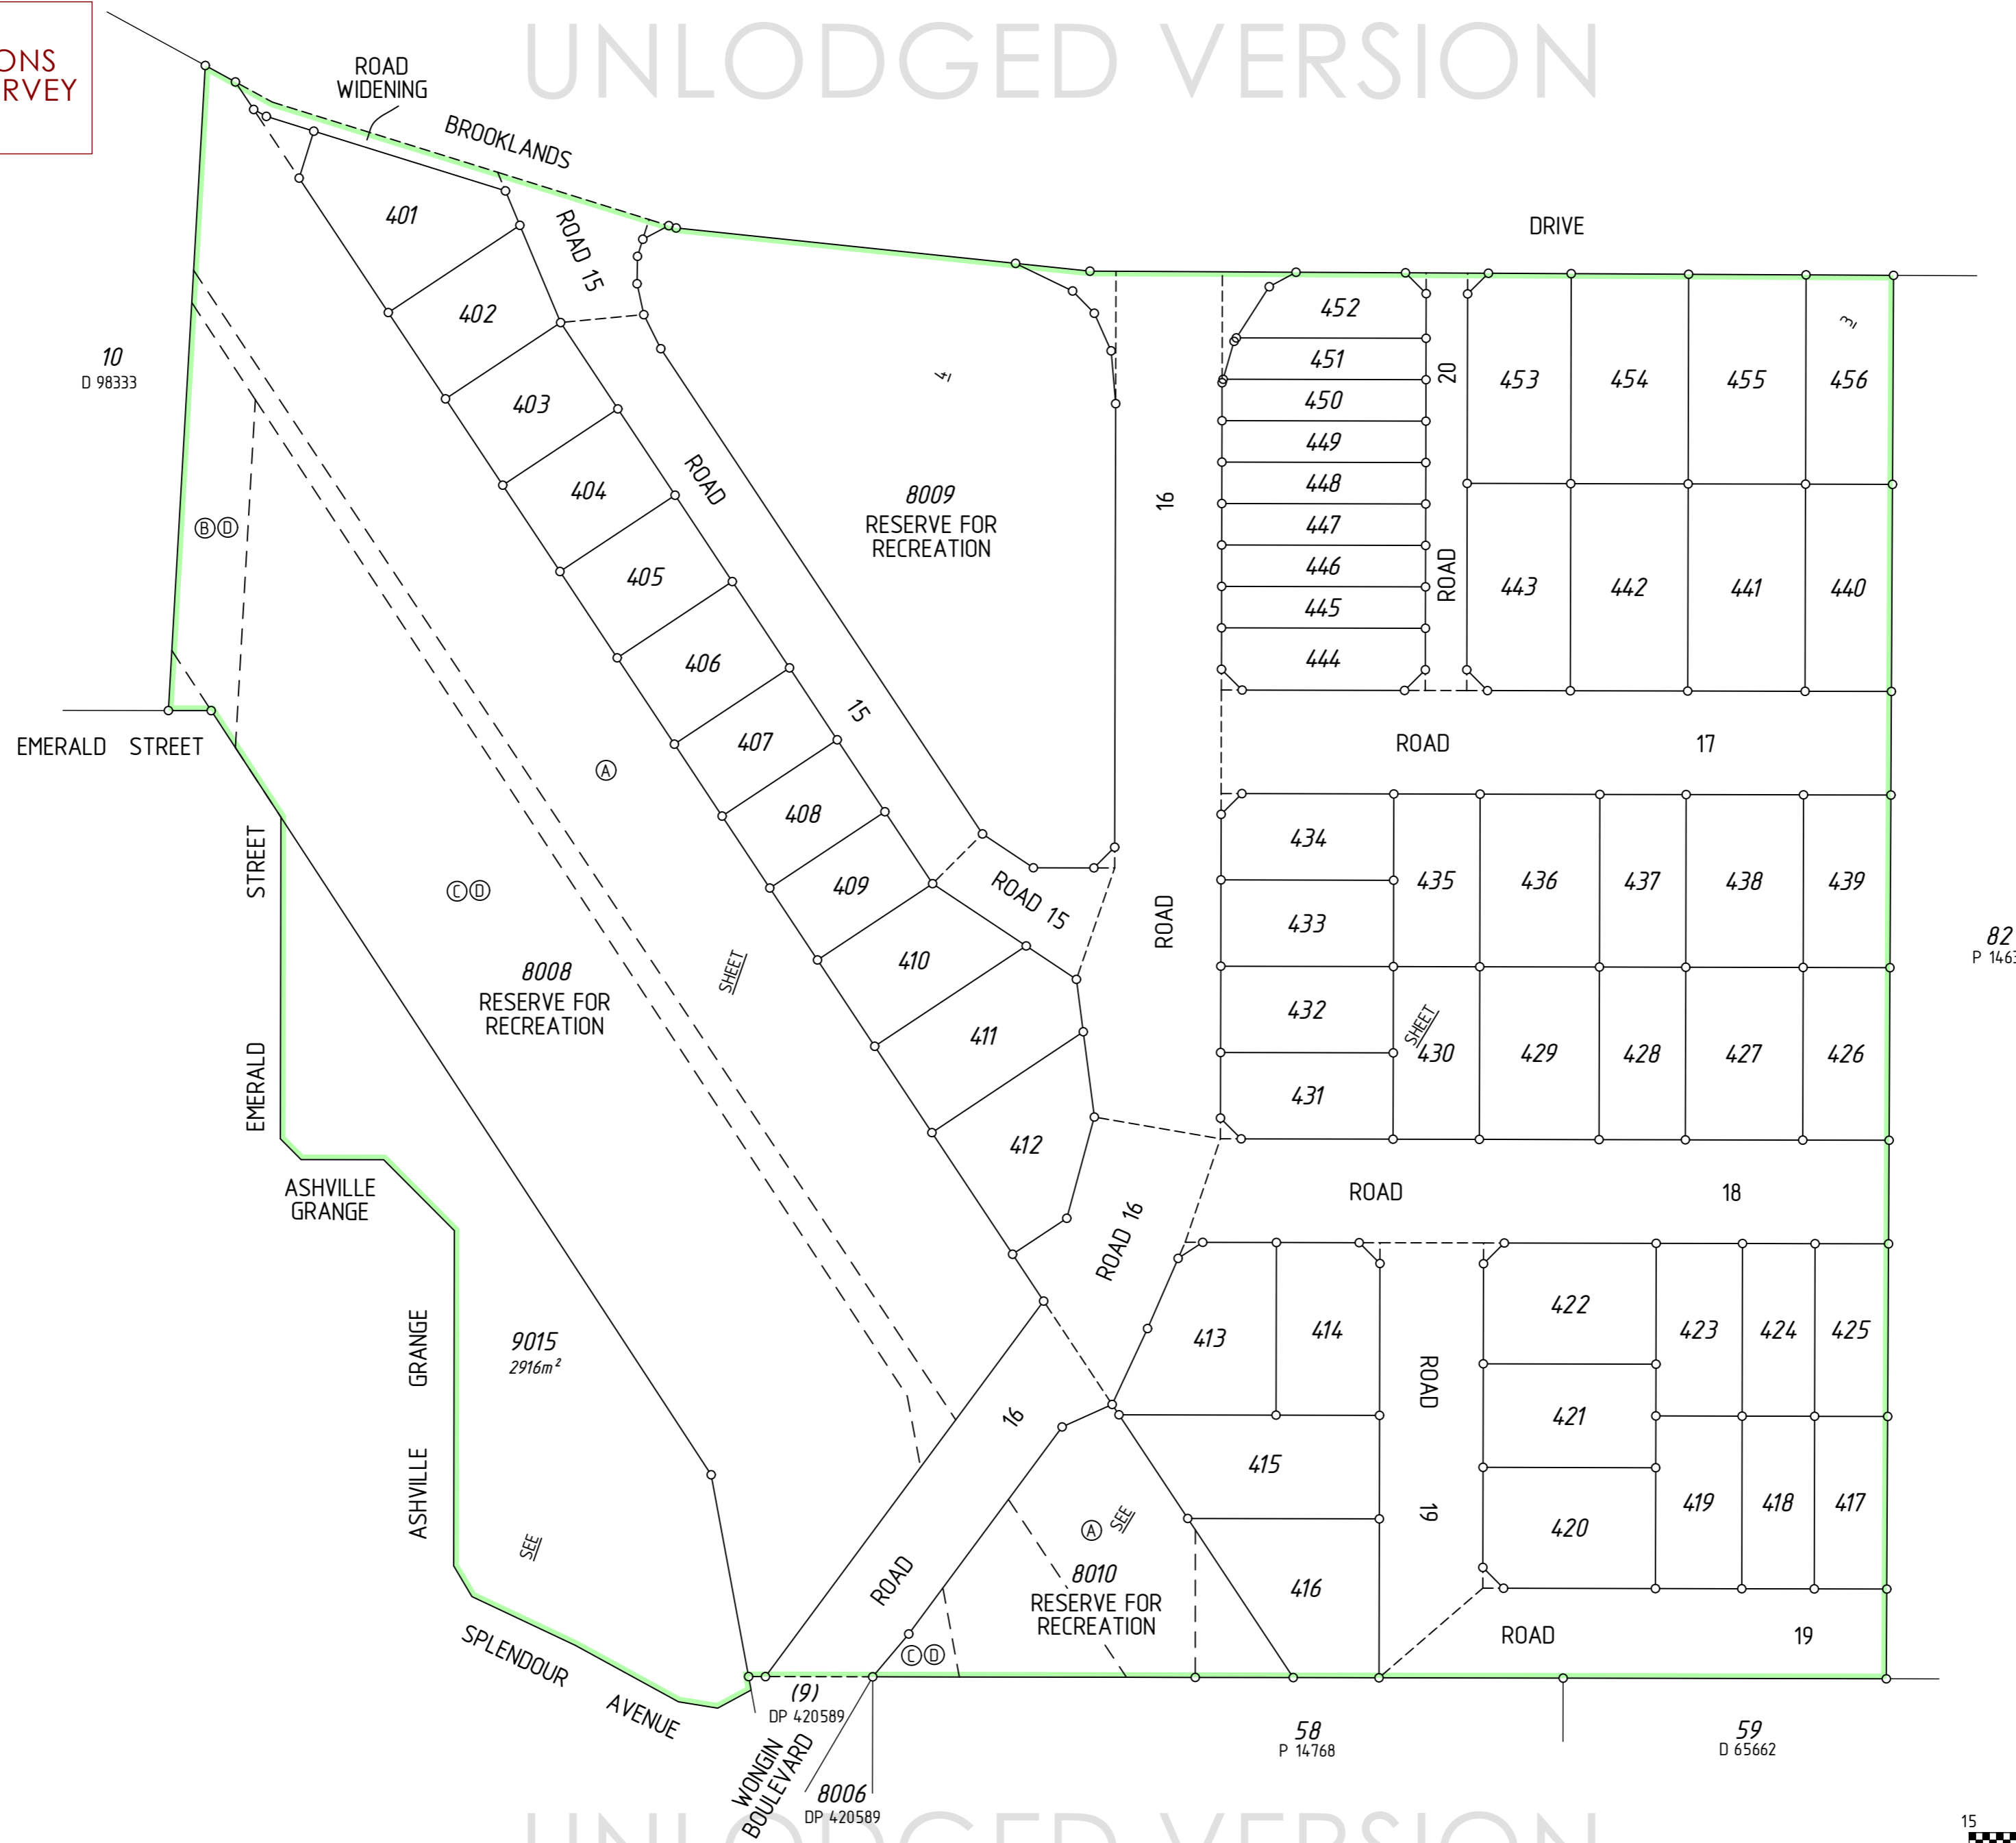 UNLODGED VERSION
ONS
RVEY
ROAD
WIDENING
BROOKLANDS
DRIVE
401
ROAD 15
402
403
404
405
406
407
408
409
410
411
412
ROAD
15
ROAD 15
10
D 98333
4
3
8009
RESERVE FOR
RECREATION
16
ROAD
452
451
450
449
448
447
446
445
444
20
ROAD
453
454
455
456
443
442
441
440
ROAD 17
B D
EMERALD STREET
A
STREET
EMERALD
C D
8008
RESERVE FOR
RECREATION
SHEET
434
433
432
431
435
436
437
438
439
SHEET
430
429
428
427
426
82
P 1463
ASHVILLE
GRANGE
ROAD 18
ROAD 16
GRANGE
ASHVILLE
9015
2916m²
SEE
413
414
415
416
ROAD
19
422
421
420
423
424
425
419
418
417
16
ROAD
A
SEE
8010
RESERVE FOR
RECREATION
C D
ROAD 19
SPLENDOUR
AVENUE
(9)
DP 420589
WONGIN
BOULEVARD
8006
DP 420589
58
P 14768
59
D 65662
UNLODGED VERSION
15